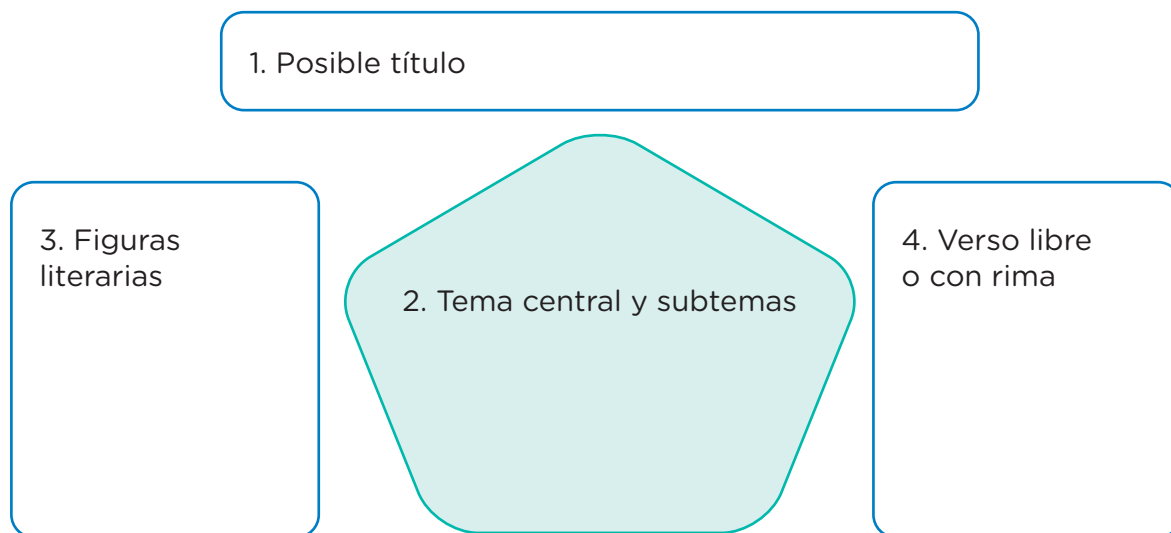 1. Posible título
3. Figuras
literarias
2. Tema central y subtemas
4. Verso libre
o con rima